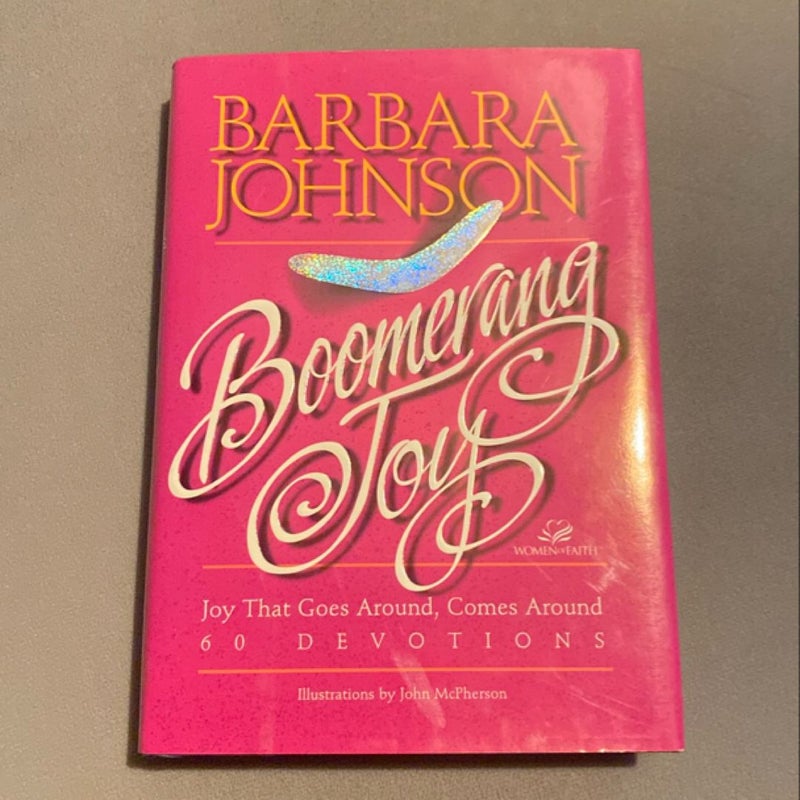 BARBARA
JOHNSON
Boomerang
Joy
WOMEN OF FAITH
Joy That Goes Around, Comes Around
60 DEVOTIONS
Illustrations by John McPherson